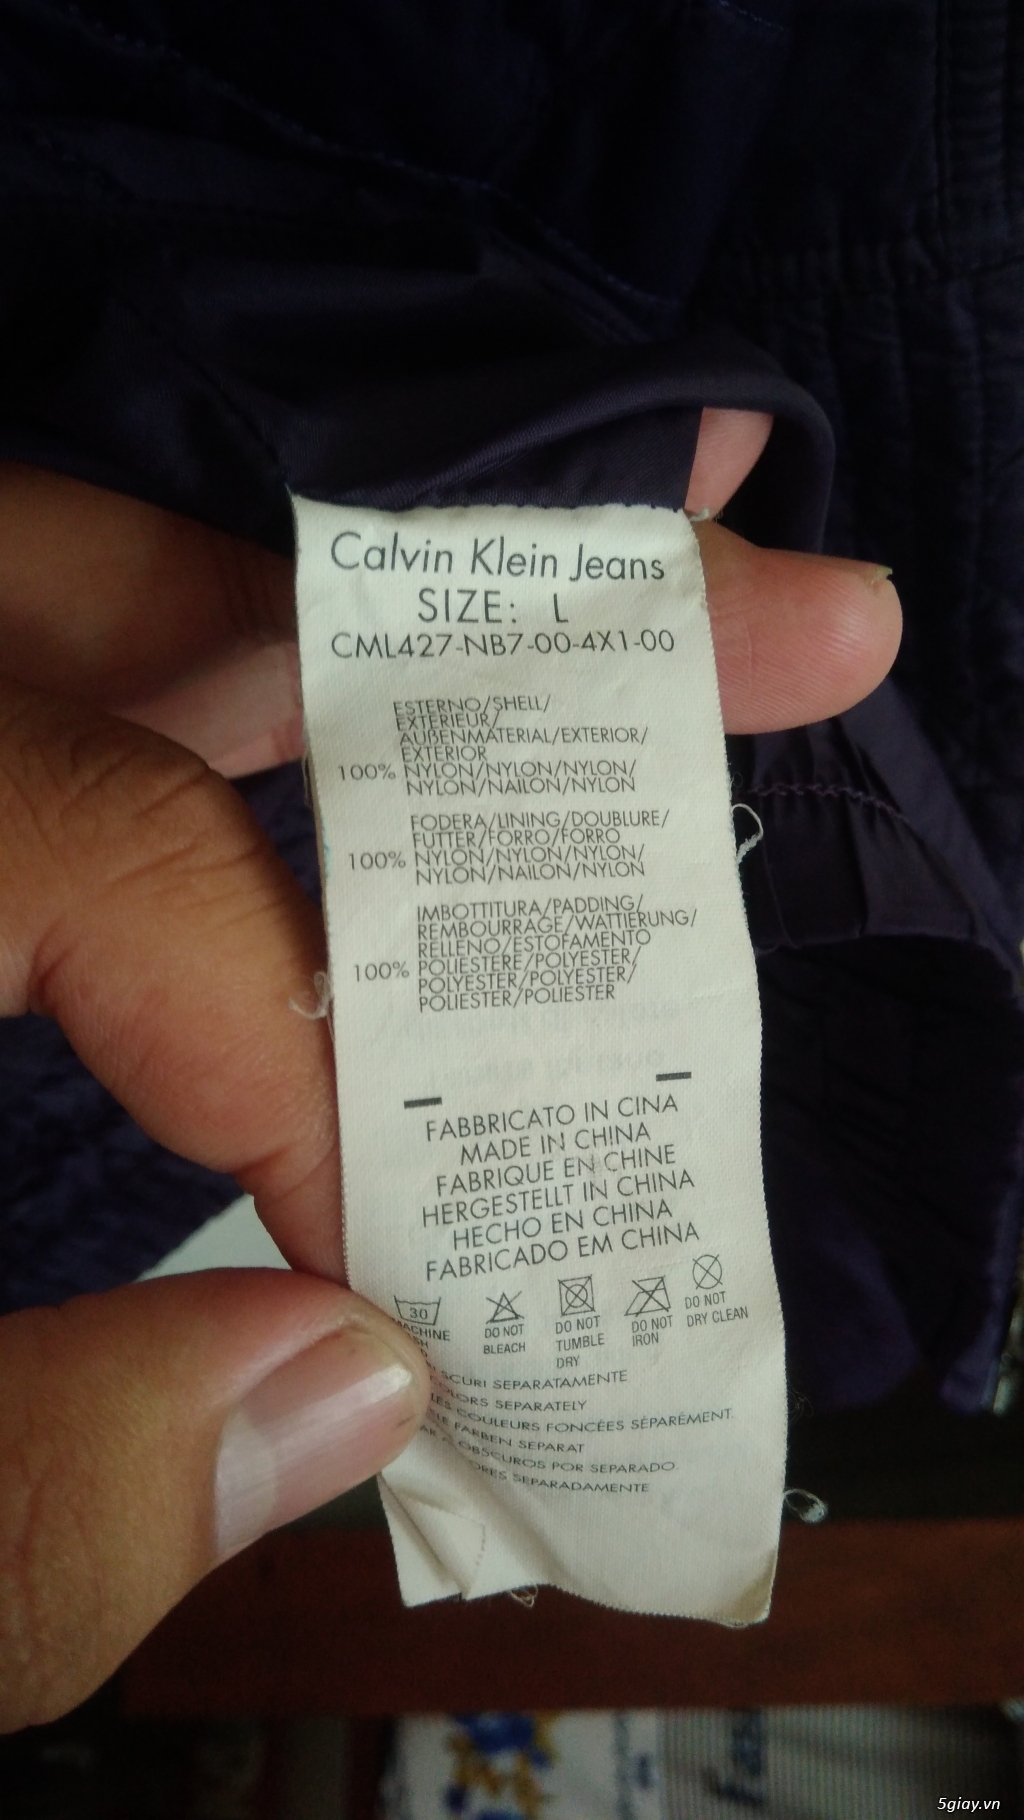 Calvin Klein Jeans
SIZE: L
CML427-NB7-00-4X1-00
ESTERNO/SHELL/
EXTERIEUR/
AUßENMATERIAL/EXTERIOR/
EXTERIOR
100% NYLON/NYLON/NYLON/
NYLON/NAILON/NYLON
FODERA/LINING/DOUBLURE/
FUTTER/FORRO/FORRO
100% NYLON/NYLON/NYLON/
NYLON/NAILON/NYLON
IMBOTTITURA/PADDING/
REMBOURRAGE/WATTIERUNG/
RELLENO/ESTOFAMENTO
100% POLIESTERE/POLYESTER/
POLYESTER/POLYESTER/
POLIESTER/POLIESTER
FABBRICATO IN CINA
MADE IN CHINA
FABRIQUE EN CHINE
HERGESTELLT IN CHINA
HECHO EN CHINA
FABRICADO EM CHINA
30
DO NOT
BLEACH
DO NOT
TUMBLE
DRY
DO NOT
IRON
DO NOT
DRY CLEAN
SCURI SEPARATAMENTE
SEPARATELY
COULEURS FONCÉES SÉPARÉMENT.
FARBEN SEPARAT
OBSCUROS POR SEPARADO
SEPARADAMENTE
5giay.vn